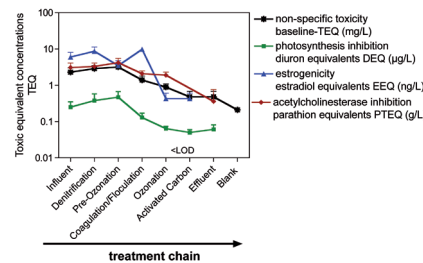 Toxic equivalent concentrations
TEQ
100
10
1
0.1
0.01
<LOD
Influent
Denitrification
Pre-Ozonation
Coagulation/Floculation
Ozonation
Activated Carbon
Effluent
Blank
treatment chain
non-specific toxicity
baseline-TEQ (mg/L)
photosynthesis inhibition
diuron equivalents DEQ (µg/L)
estrogenicity
estradiol equivalents EEQ (ng/L)
acetylcholinesterase inhibition
parathion equivalents PTEQ (g/L)